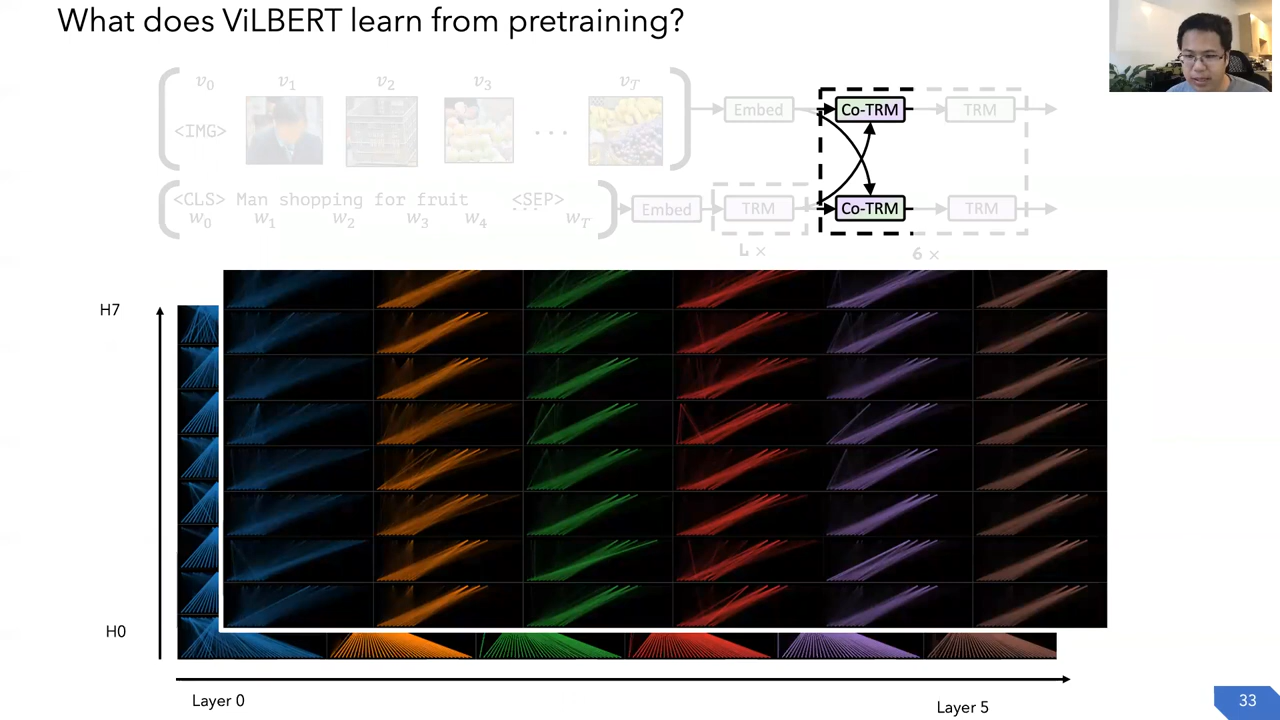 What does ViLBERT learn from pretraining?
v₀ v₁ v₂ v₃ v𝒯
<IMG> ... Embed Co-TRM TRM
<CLS> Man shopping for fruit <SEP>
w₀ w₁ w₂ w₃ w₄ ... w_T
Embed TRM Co-TRM TRM
4 × 6 ×
H7
H0
Layer 0 Layer 5
33